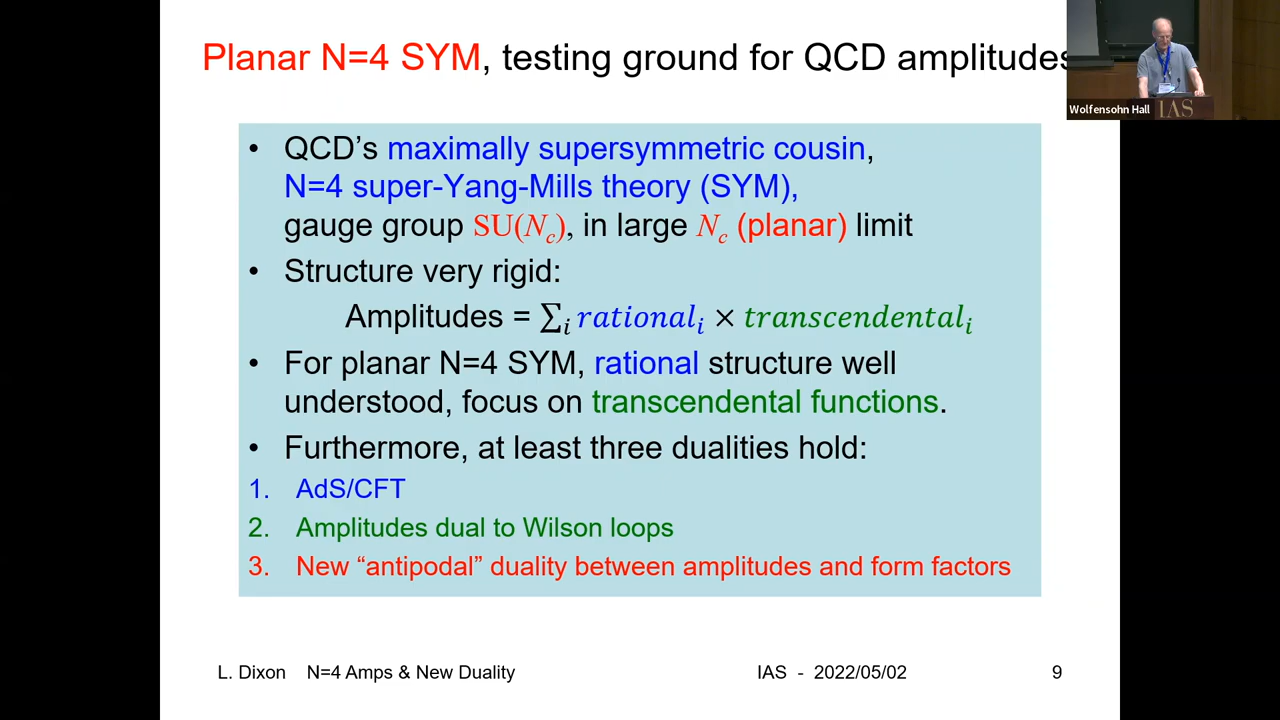 Planar N=4 SYM, testing ground for QCD amplitudes
Wolfensohn Hall
IAS
• QCD’s maximally supersymmetric cousin,
N=4 super-Yang-Mills theory (SYM),
gauge group SU(N_c), in large N_c (planar) limit
• Structure very rigid:
Amplitudes = ∑_i rational_i × transcendental_i
• For planar N=4 SYM, rational structure well
understood, focus on transcendental functions.
• Furthermore, at least three dualities hold:
1. AdS/CFT
2. Amplitudes dual to Wilson loops
3. New “antipodal” duality between amplitudes and form factors
L. Dixon N=4 Amps & New Duality IAS - 2022/05/02 9